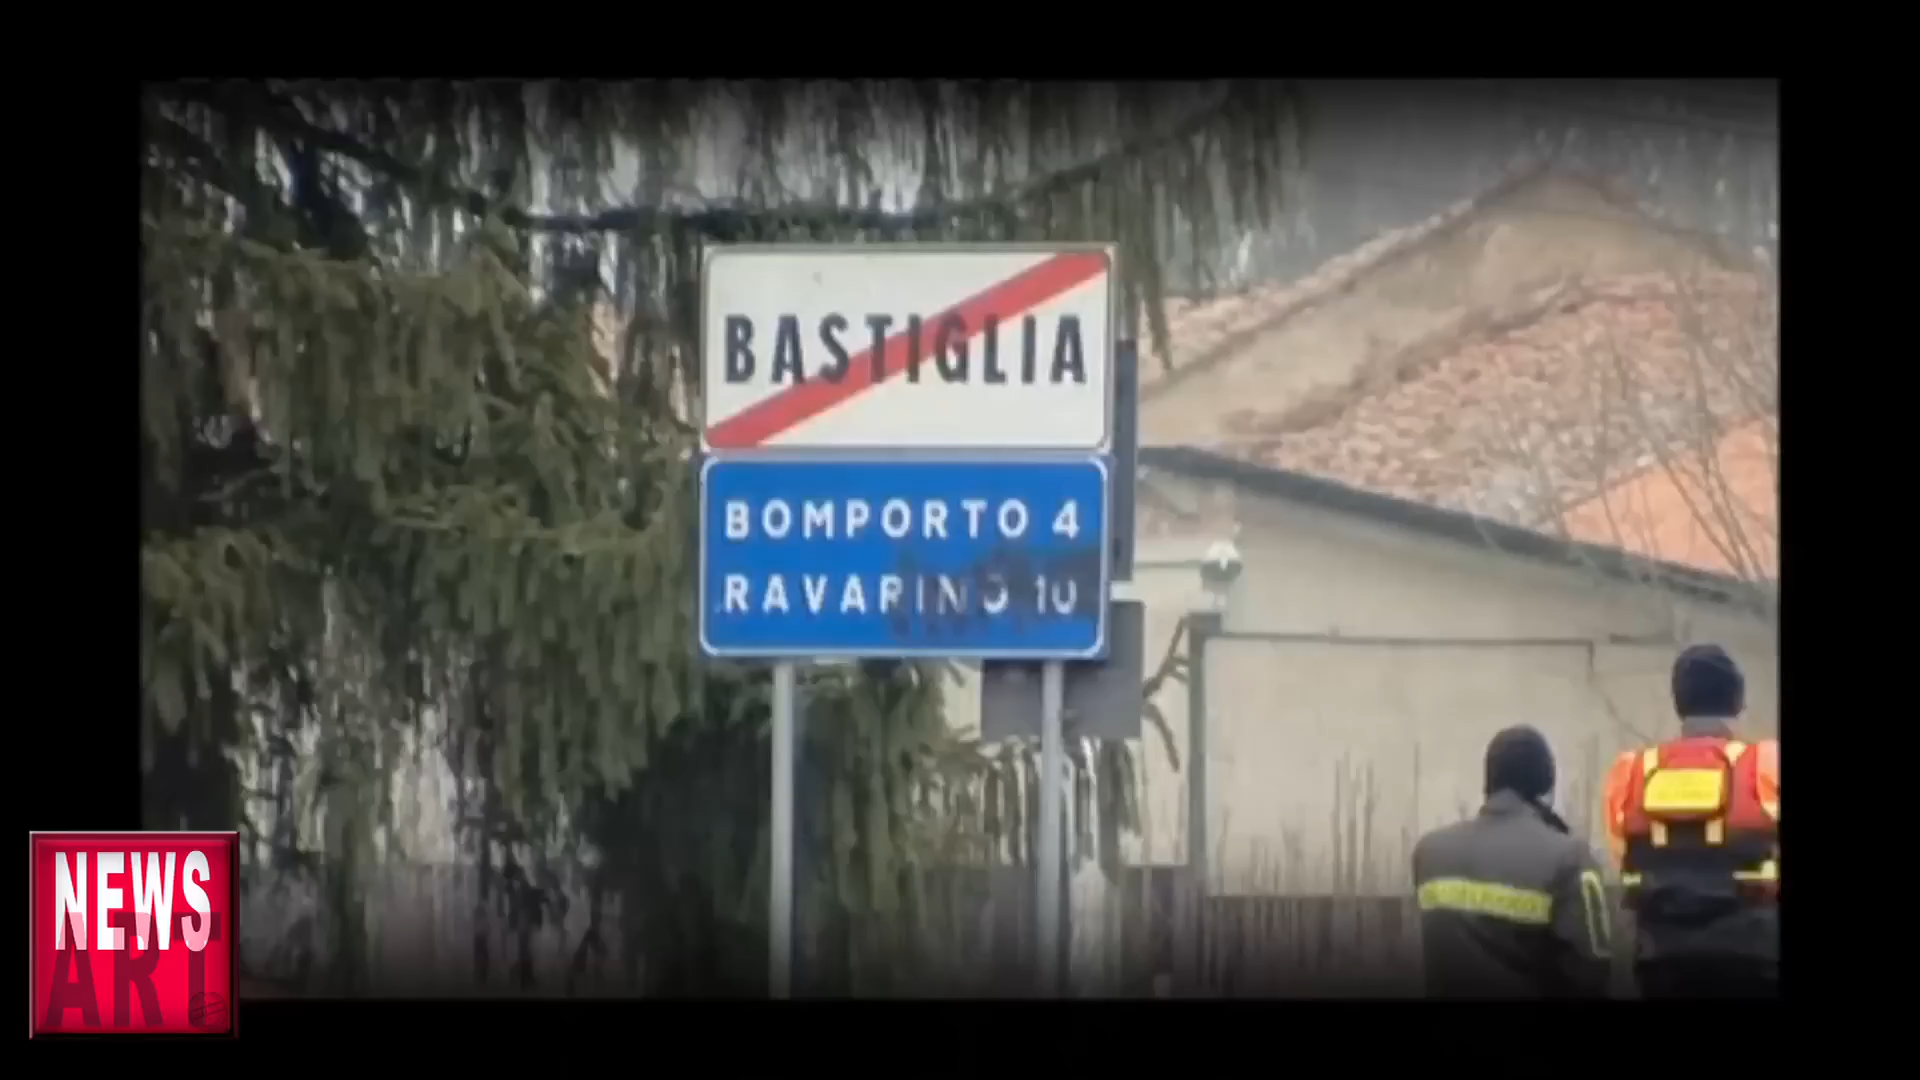 BASTIGLIA
BOMPORTO 4
RAVARINO 10
NEWS
ART